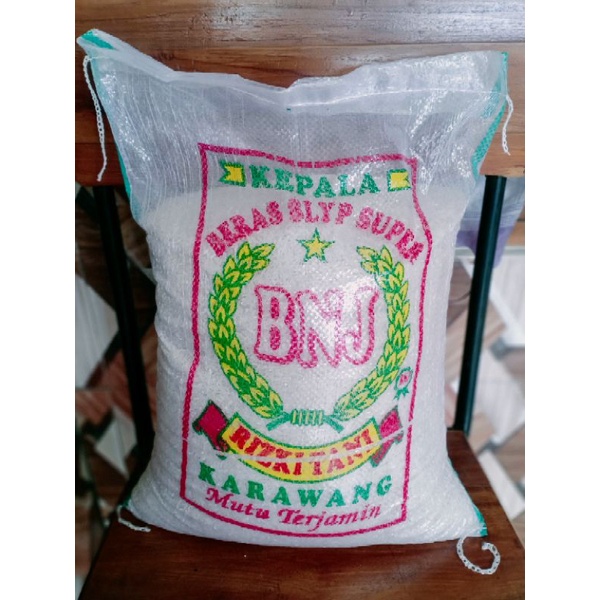 KEPALA
BERAS SLYP SUPER
BNJ
RIZKI TANI
KARAWANG
Mutu Terjamin